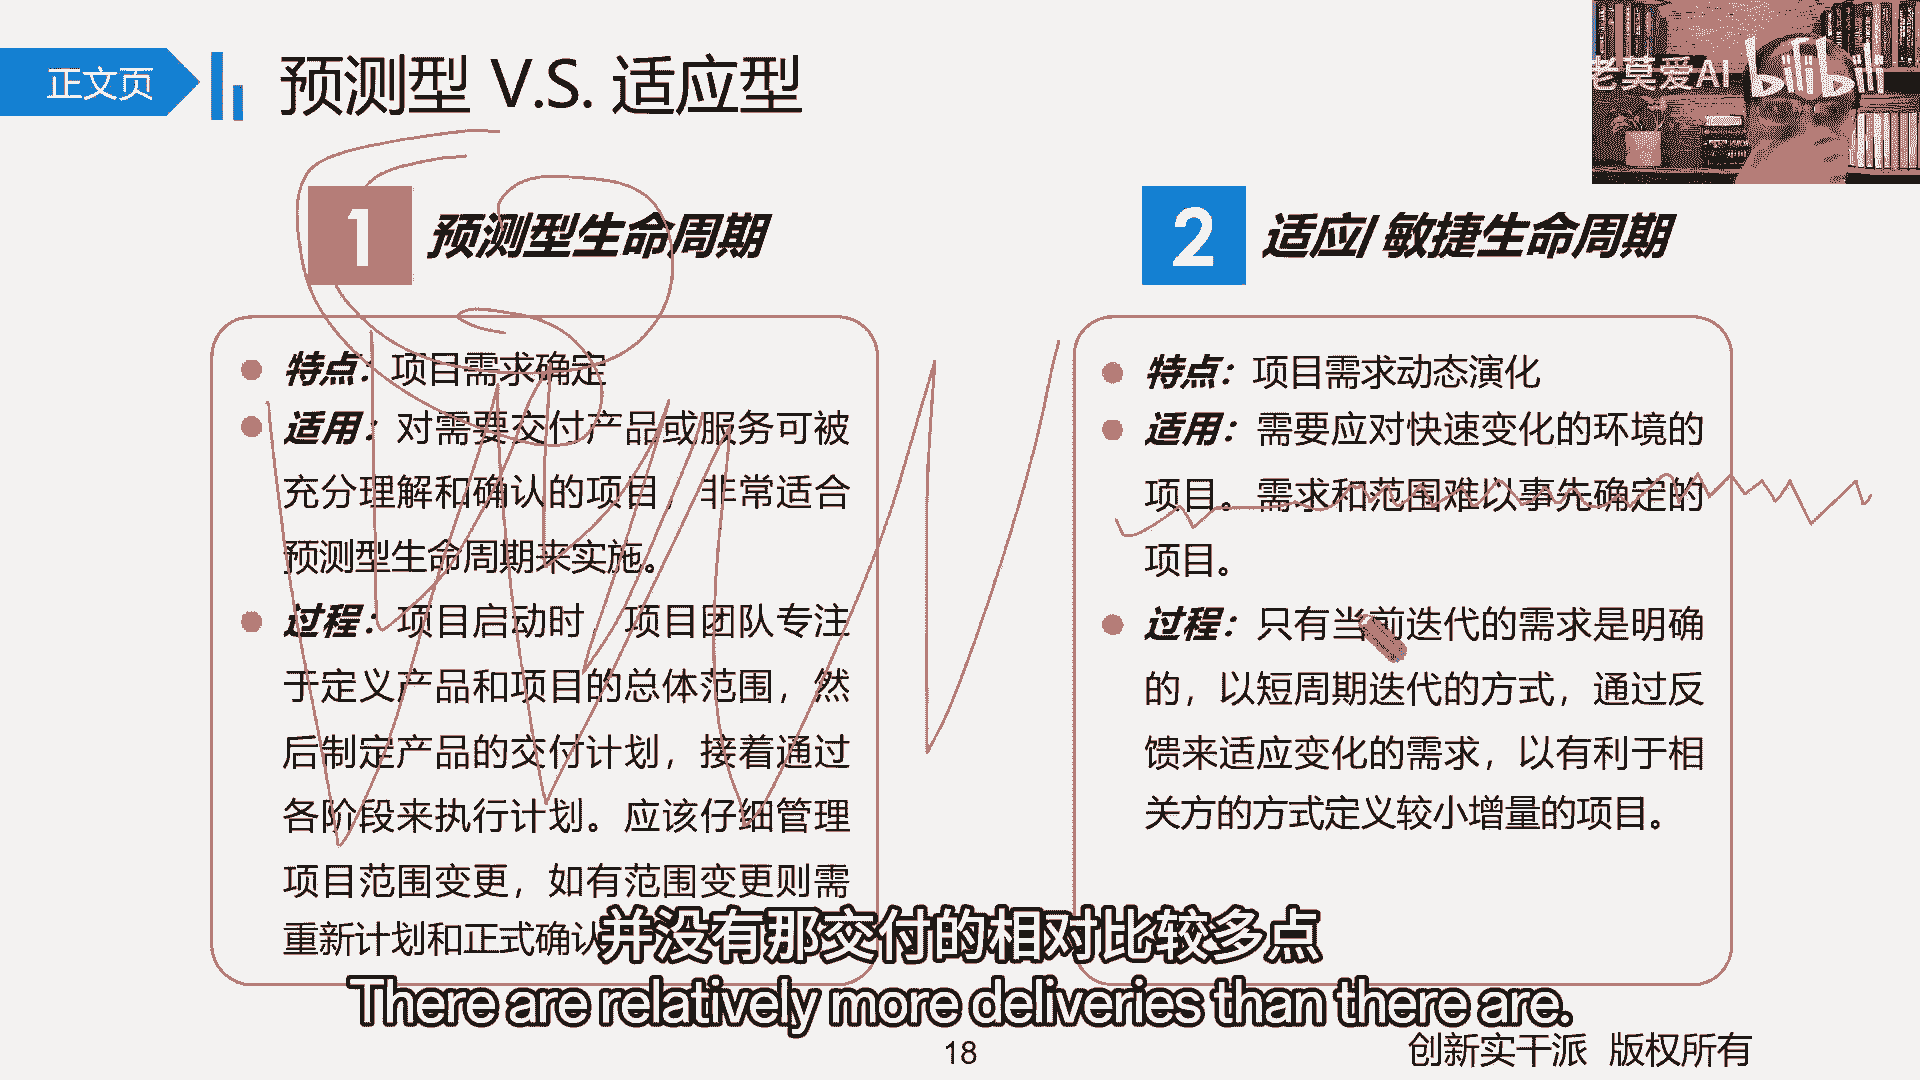 正文页
预测型 V.S. 适应型
老莫爱AI
bilibili
1
预测型生命周期
特点：项目需求确定
适用：对需要交付产品或服务可被
充分理解和确认的项目，非常适合
预测型生命周期来实施。
过程：项目启动时，项目团队专注
于定义产品和项目的总体范围，然
后制定产品的交付计划，接着通过
各阶段来执行计划。应该仔细管理
项目范围变更，如有范围变更则需
重新计划和正式确认
2
适应/敏捷生命周期
特点：项目需求动态演化
适用：需要应对快速变化的环境的
项目。需求和范围难以事先确定的
项目。
过程：只有当前迭代的需求是明确
的，以短周期迭代的方式，通过反
馈来适应变化的需求，以有利于相
关方的方式定义较小增量的项目。
并没有那交付的相对比较多点
There are relatively more deliveries than there are.
18
创新实干派 版权所有